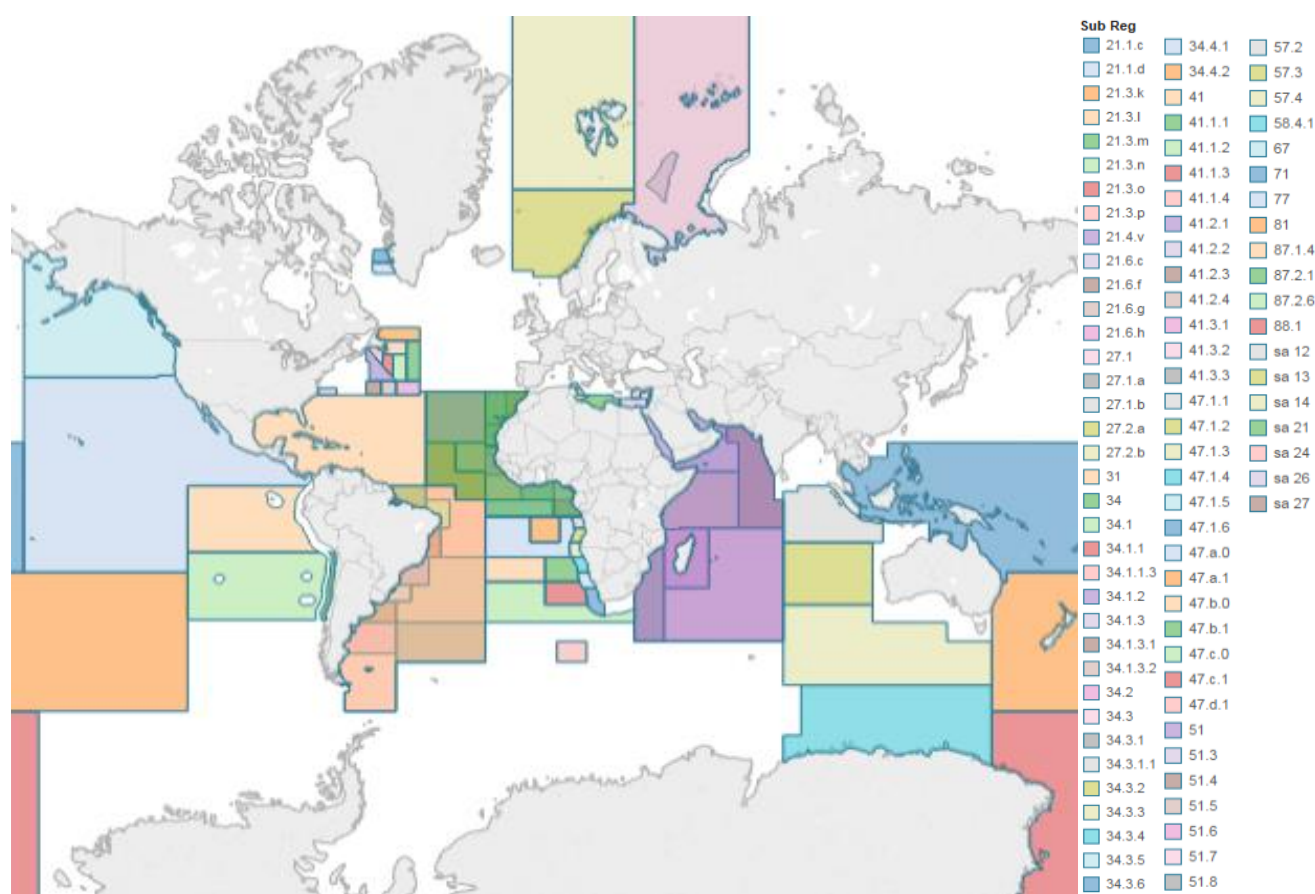 Sub Reg
21.1.c
21.1.d
21.3.k
21.3.l
21.3.m
21.3.n
21.3.o
21.3.p
21.4.v
21.6.c
21.6.f
21.6.g
21.6.h
27.1
27.1.a
27.1.b
27.2.a
27.2.b
31
34
34.1
34.1.1
34.1.1.3
34.1.2
34.1.3
34.1.3.1
34.1.3.2
34.2
34.3
34.3.1
34.3.1.1
34.3.2
34.3.3
34.3.4
34.3.5
34.3.6
34.4.1
34.4.2
41
41.1.1
41.1.2
41.1.3
41.1.4
41.2.1
41.2.2
41.2.3
41.2.4
41.3.1
41.3.2
41.3.3
47.1.1
47.1.2
47.1.3
47.1.4
47.1.5
47.1.6
47.a.0
47.a.1
47.b.0
47.b.1
47.c.0
47.c.1
47.d.1
51
51.3
51.4
51.5
51.6
51.7
51.8
57.2
57.3
57.4
58.4.1
67
71
77
81
87.1.4
87.2.1
87.2.6
88.1
sa 12
sa 13
sa 14
sa 21
sa 24
sa 26
sa 27